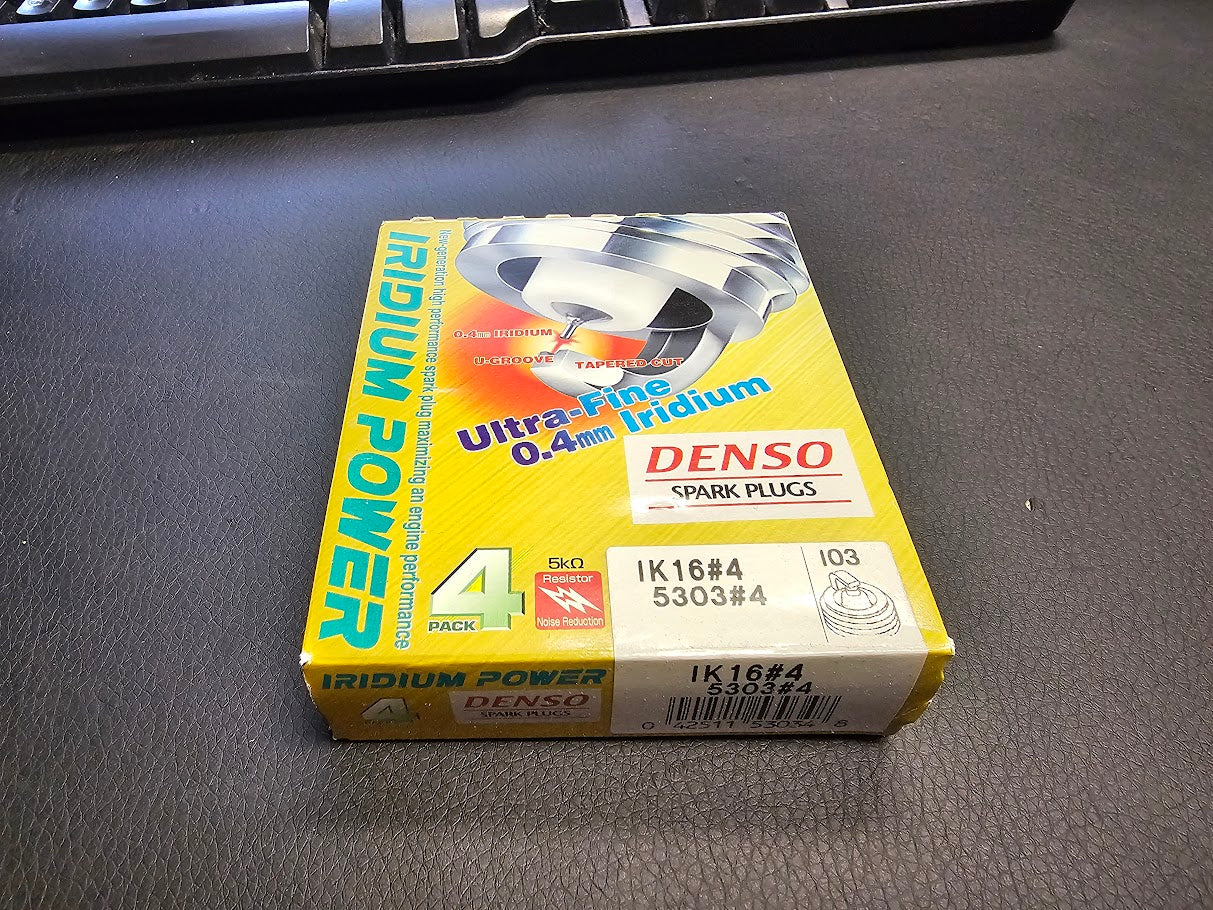 IRIDIUM POWER
New-generation high performance spark plug maximizing an engine performance
0.4mm IRIDIUM
U-GROOVE
TAPERED CUT
Ultra-Fine
0.4mm Iridium
DENSO
SPARK PLUGS
4
PACK
5kΩ
Resistor
Noise Reduction
IK16#4
5303#4
I03
IRIDIUM POWER
4
PACK
DENSO
SPARK PLUGS
IK16#4
5303#4
0 42511 53034 8